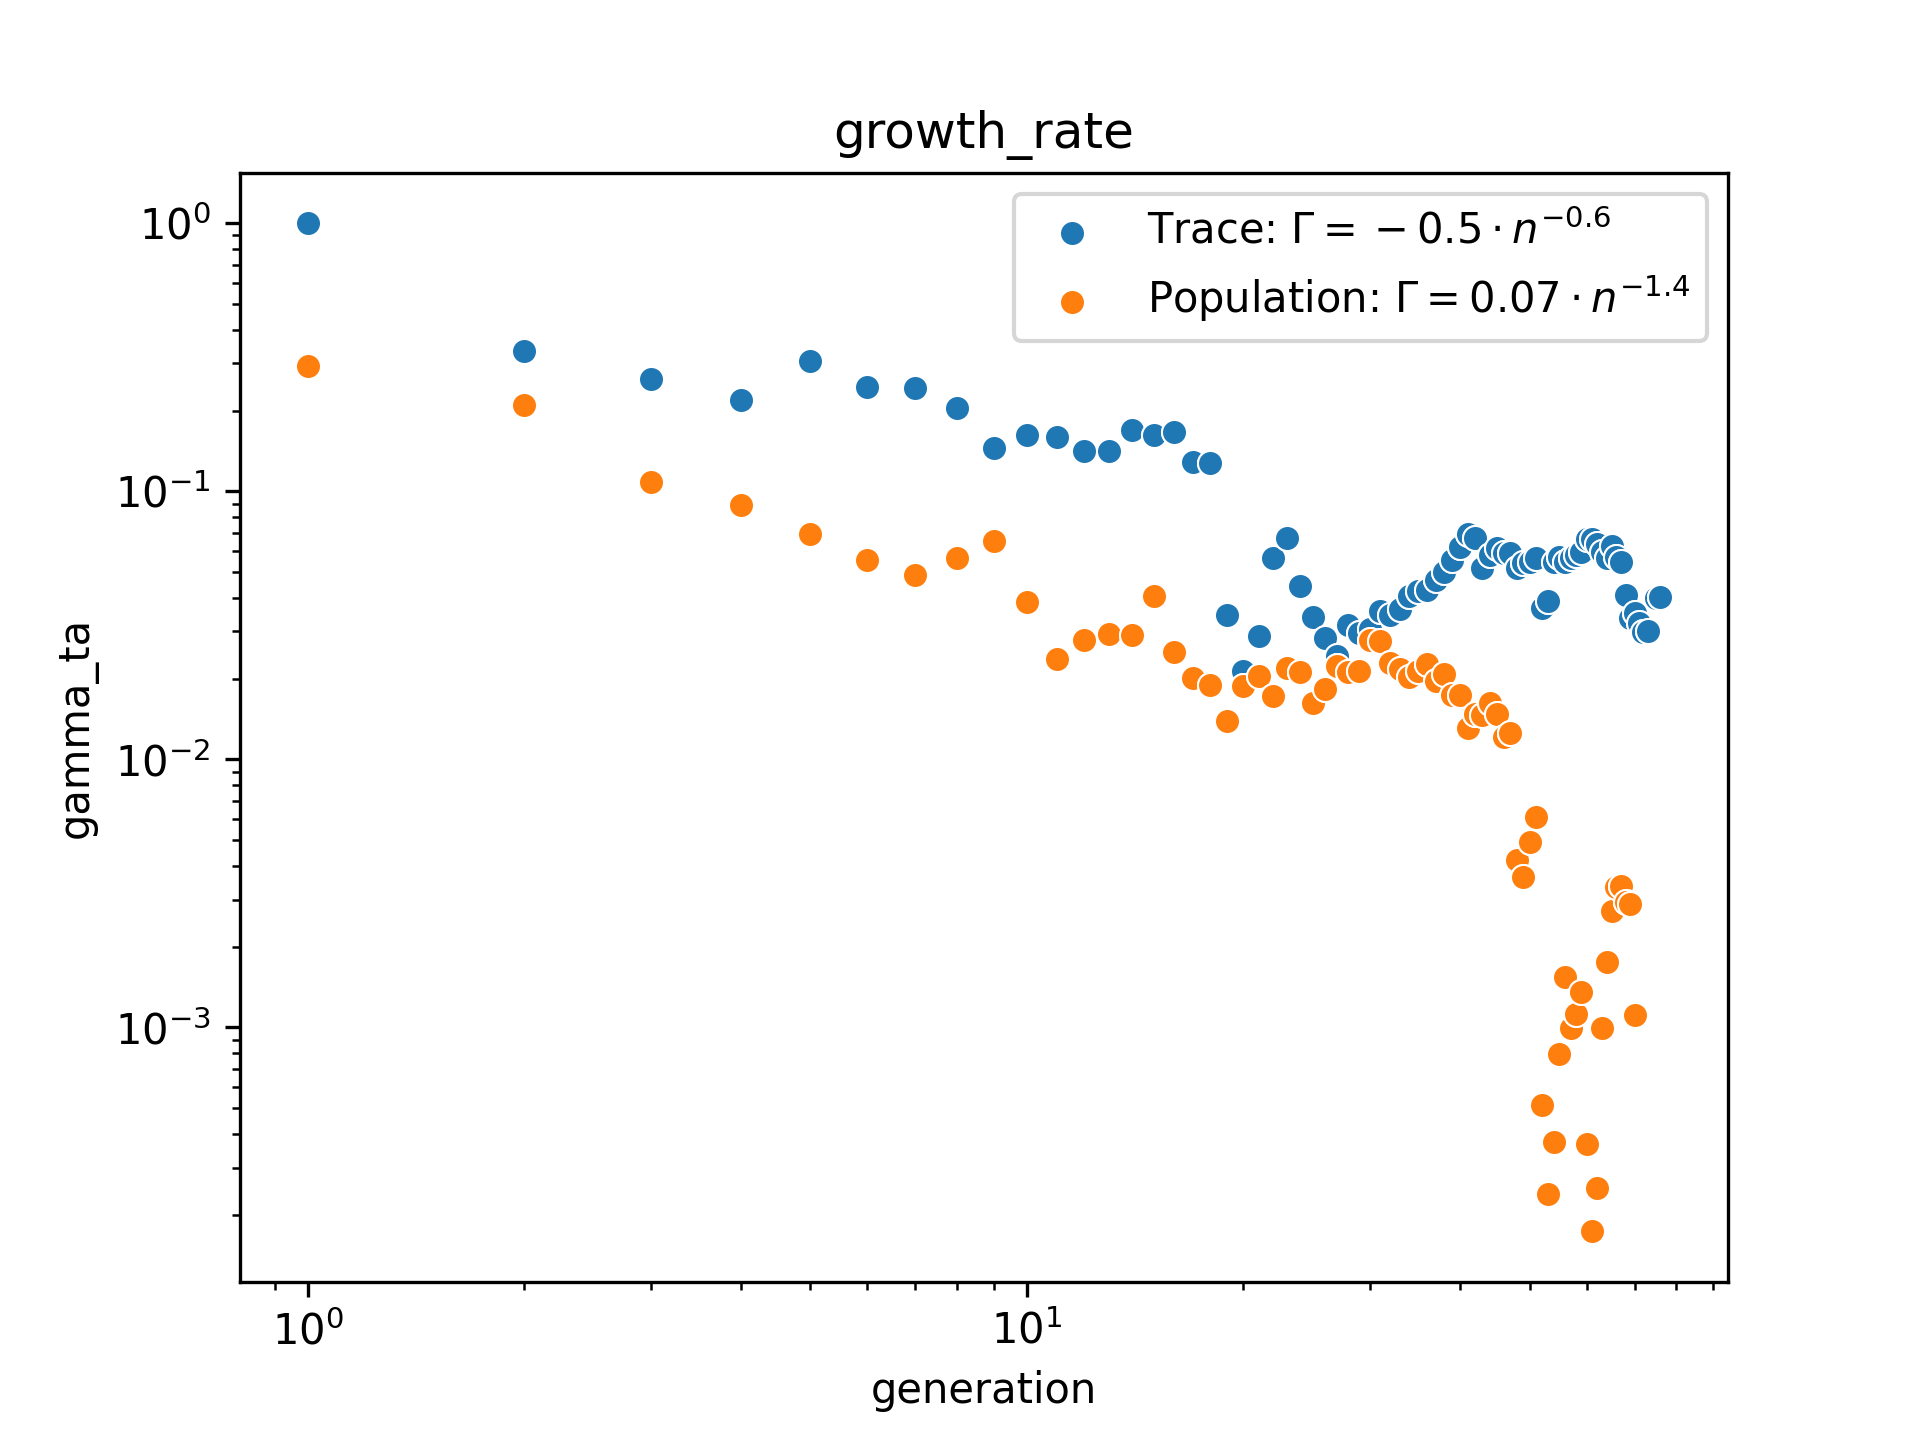 growth_rate
Trace: Γ = − 0.5 · n^−0.6
Population: Γ = 0.07 · n^−1.4
10^0
10^−1
10^−2
10^−3
gamma_ta
10^0 10^1
generation